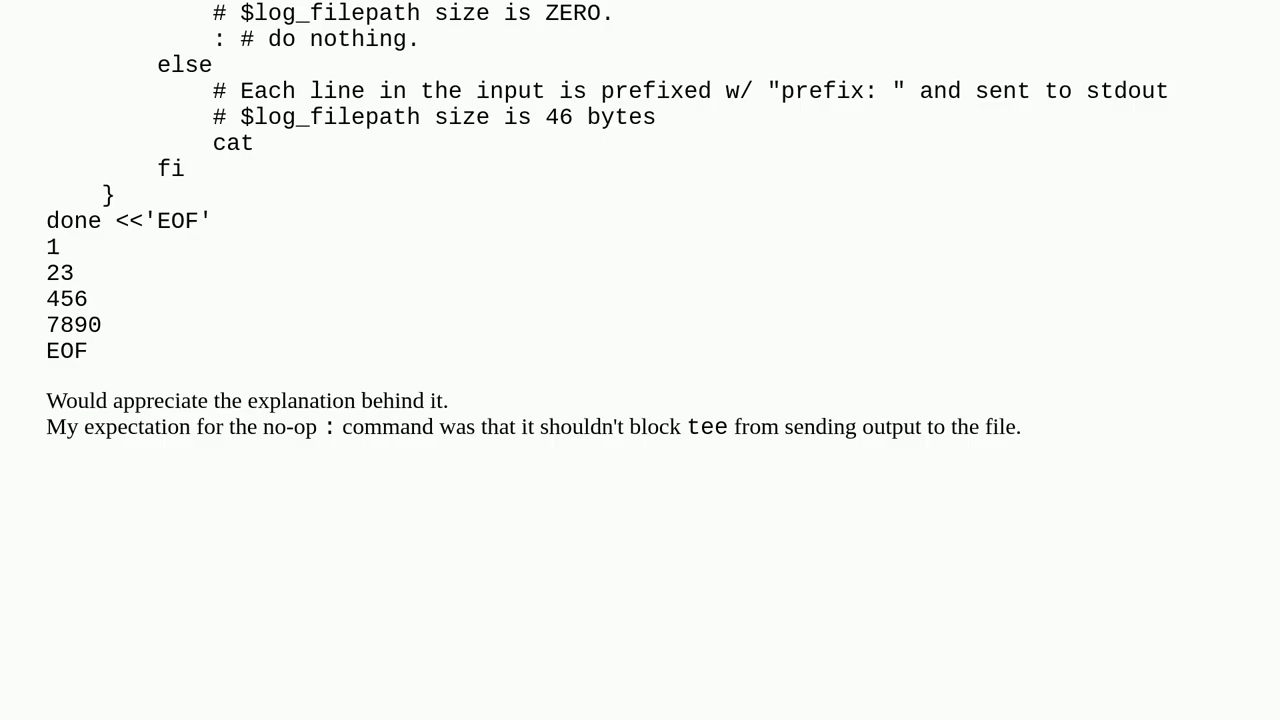 # $log_filepath size is ZERO.
: # do nothing.
else
# Each line in the input is prefixed w/ "prefix: " and sent to stdout
# $log_filepath size is 46 bytes
cat
fi
}
done <<'EOF'
1
23
456
7890
EOF
Would appreciate the explanation behind it.
My expectation for the no-op : command was that it shouldn't block tee from sending output to the file.